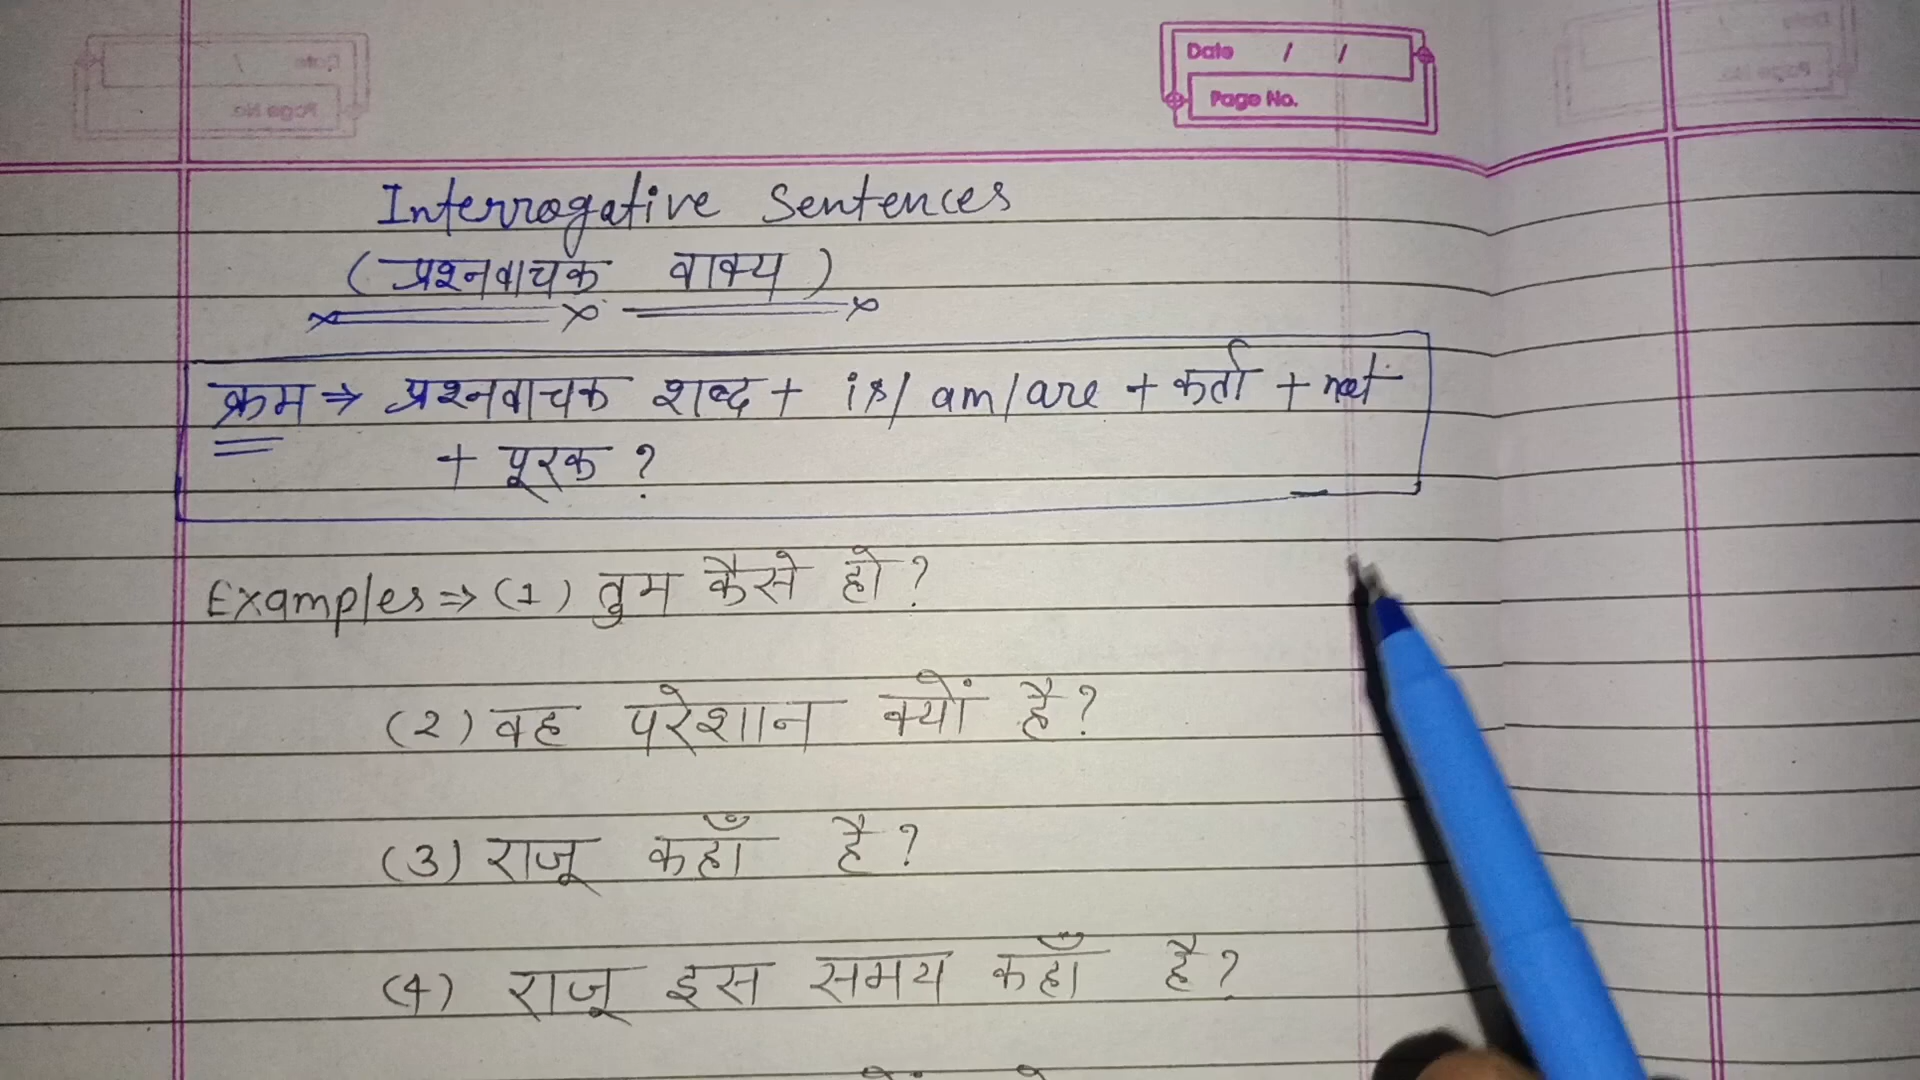 Date / /
Page No.
Interrogative Sentences
(प्रश्नवाचक वाक्य)
क्रम ⇒ प्रश्नवाचक शब्द + is/am/are + कर्ता + not
+ पूरक ?
Examples ⇒ (1) तुम कैसे हो ?
(2) वह परेशान क्यों है ?
(3) राजू कहाँ है ?
(4) राजू इस समय कहाँ है ?